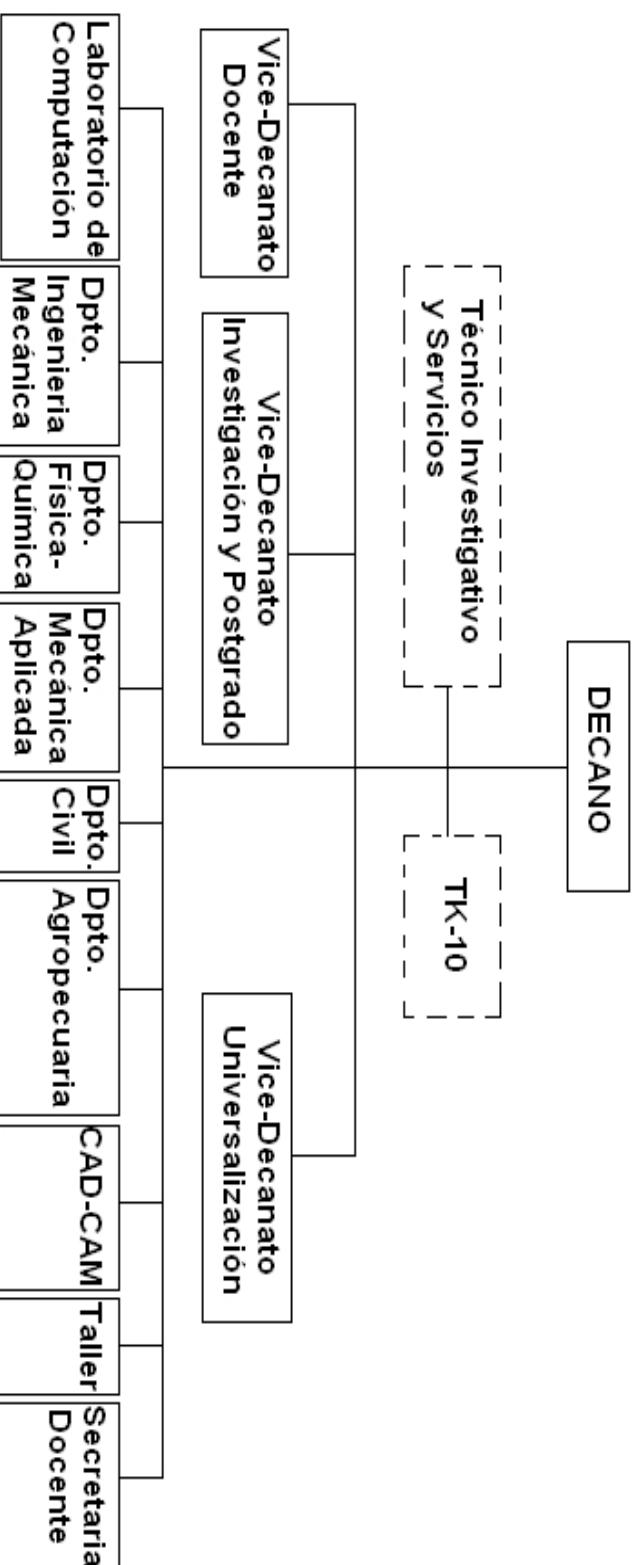 DECANO
Técnico Investigativo
y Servicios
TK-10
Vice-Decanato
Docente
Vice-Decanato
Investigación y Postgrado
Vice-Decanato
Universalización
Laboratorio de
Computación
Dpto.
Ingenieria
Mecánica
Dpto.
Física-
Química
Dpto.
Mecánica
Aplicada
Dpto.
Civil
Dpto.
Agropecuaria
CAD-CAM
Taller
Secretaria
Docente